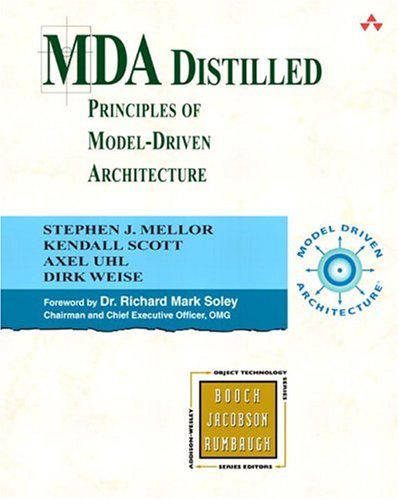 MDA DISTILLED
PRINCIPLES OF
MODEL-DRIVEN
ARCHITECTURE
STEPHEN J. MELLOR
KENDALL SCOTT
AXEL UHL
DIRK WEISE
Foreword by Dr. Richard Mark Soley
Chairman and Chief Executive Officer, OMG
MODEL DRIVEN
ARCHITECTURE
ADDISON-WESLEY
OBJECT TECHNOLOGY
SERIES
BOOCH
JACOBSON
RUMBAUGH
SERIES EDITORS